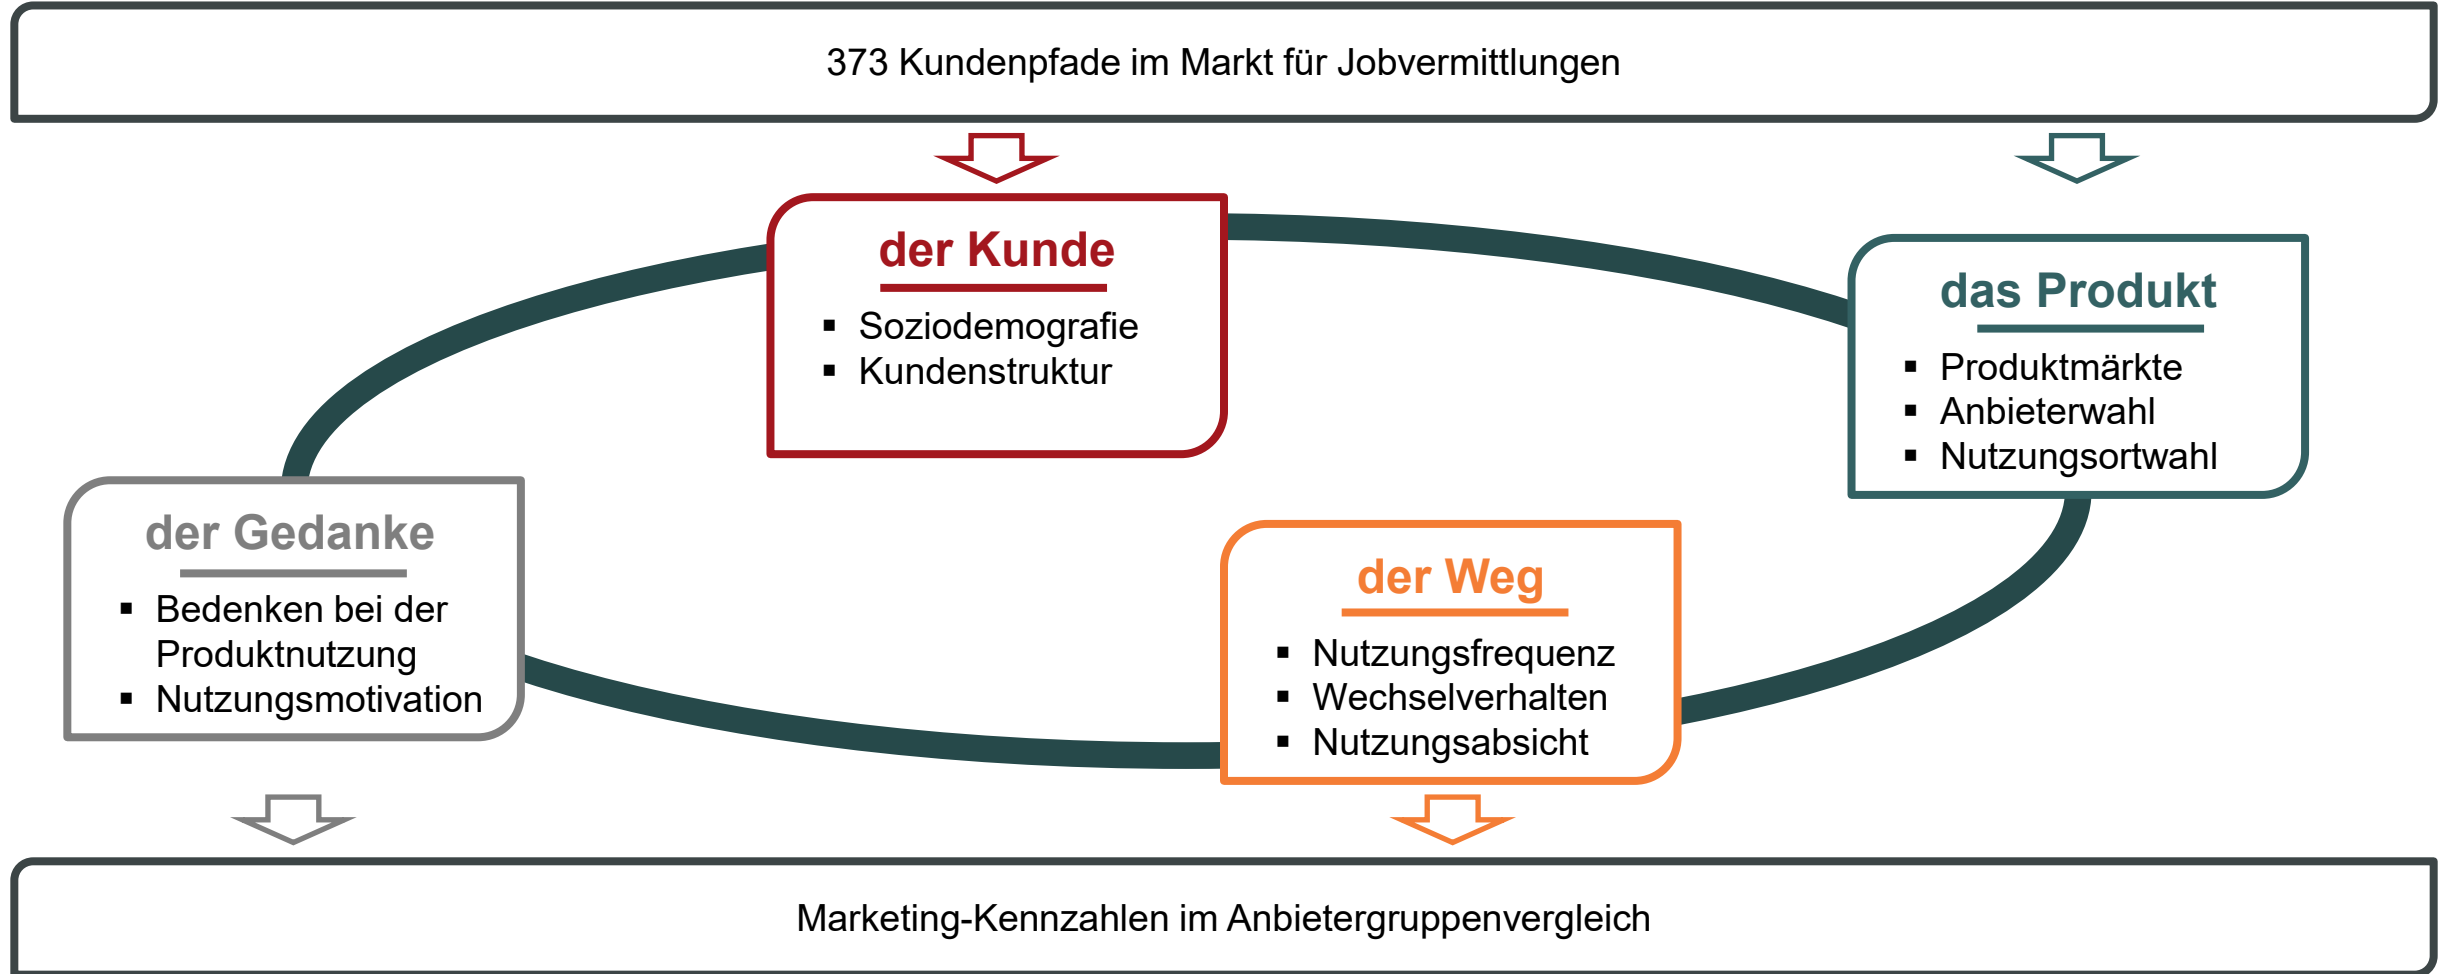 373 Kundenpfade im Markt für Jobvermittlungen
der Kunde
▪ Soziodemografie
▪ Kundenstruktur
das Produkt
▪ Produktmärkte
▪ Anbieterwahl
▪ Nutzungsortwahl
der Gedanke
▪ Bedenken bei der
Produktnutzung
▪ Nutzungsmotivation
der Weg
▪ Nutzungsfrequenz
▪ Wechselverhalten
▪ Nutzungsabsicht
Marketing-Kennzahlen im Anbietergruppenvergleich